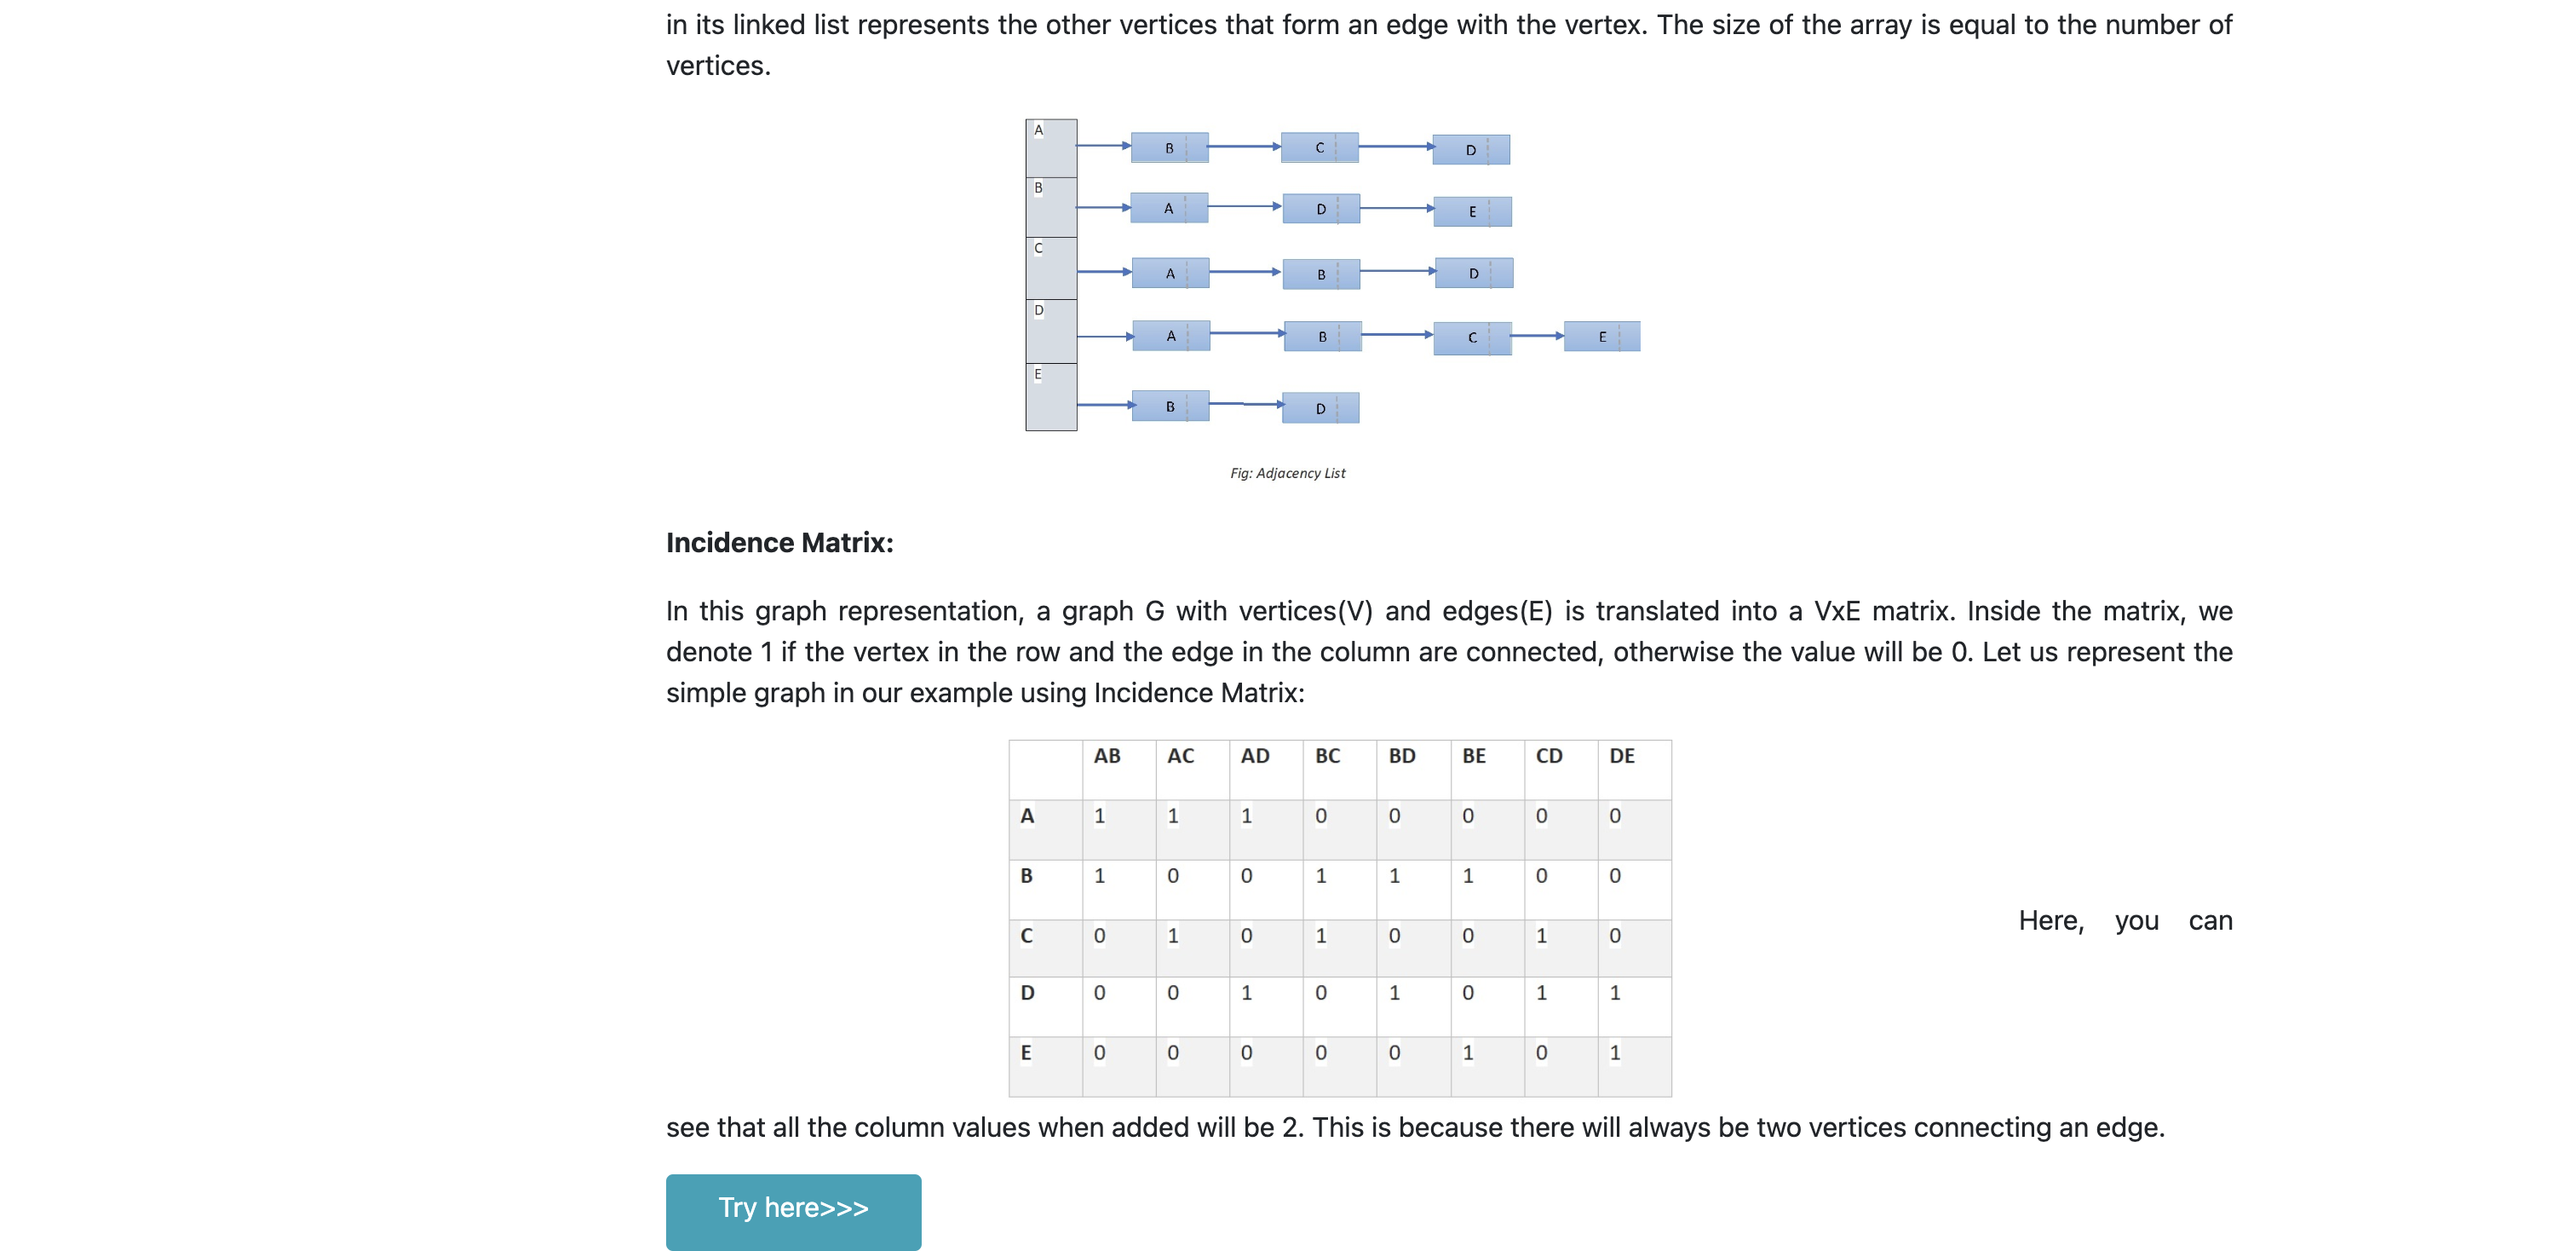 in its linked list represents the other vertices that form an edge with the vertex. The size of the array is equal to the number of
vertices.
A B C D
B A D E
C A B D
D A B C E
E B D
Fig: Adjacency List
Incidence Matrix:
In this graph representation, a graph G with vertices(V) and edges(E) is translated into a VxE matrix. Inside the matrix, we
denote 1 if the vertex in the row and the edge in the column are connected, otherwise the value will be 0. Let us represent the
simple graph in our example using Incidence Matrix:
AB AC AD BC BD BE CD DE
A 1 1 1 0 0 0 0 0
B 1 0 0 1 1 1 0 0
C 0 1 0 1 0 0 1 0
D 0 0 1 0 1 0 1 1
E 0 0 0 0 0 1 0 1
Here, you can
see that all the column values when added will be 2. This is because there will always be two vertices connecting an edge.
Try here>>>